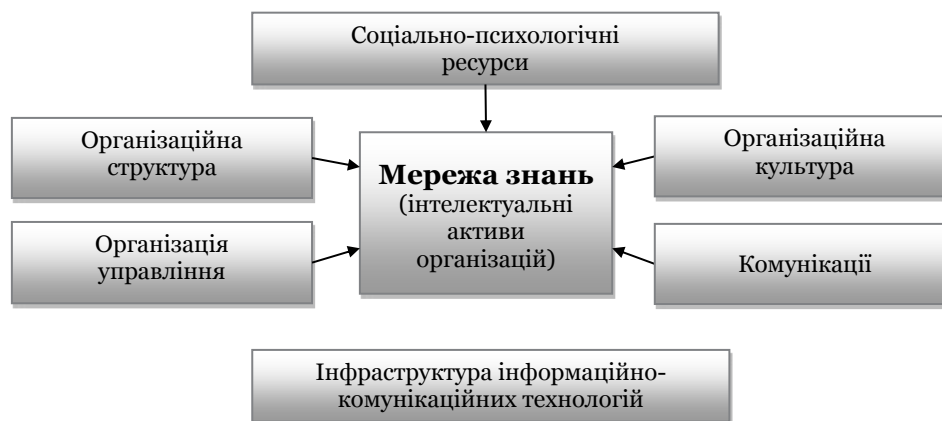 Соціально-психологічні
ресурси
Організаційна
структура
Організаційна
культура
Мережа знань
(інтелектуальні
активи
організацій)
Організація
управління
Комунікації
Інфраструктура інформаційно-
комунікаційних технологій